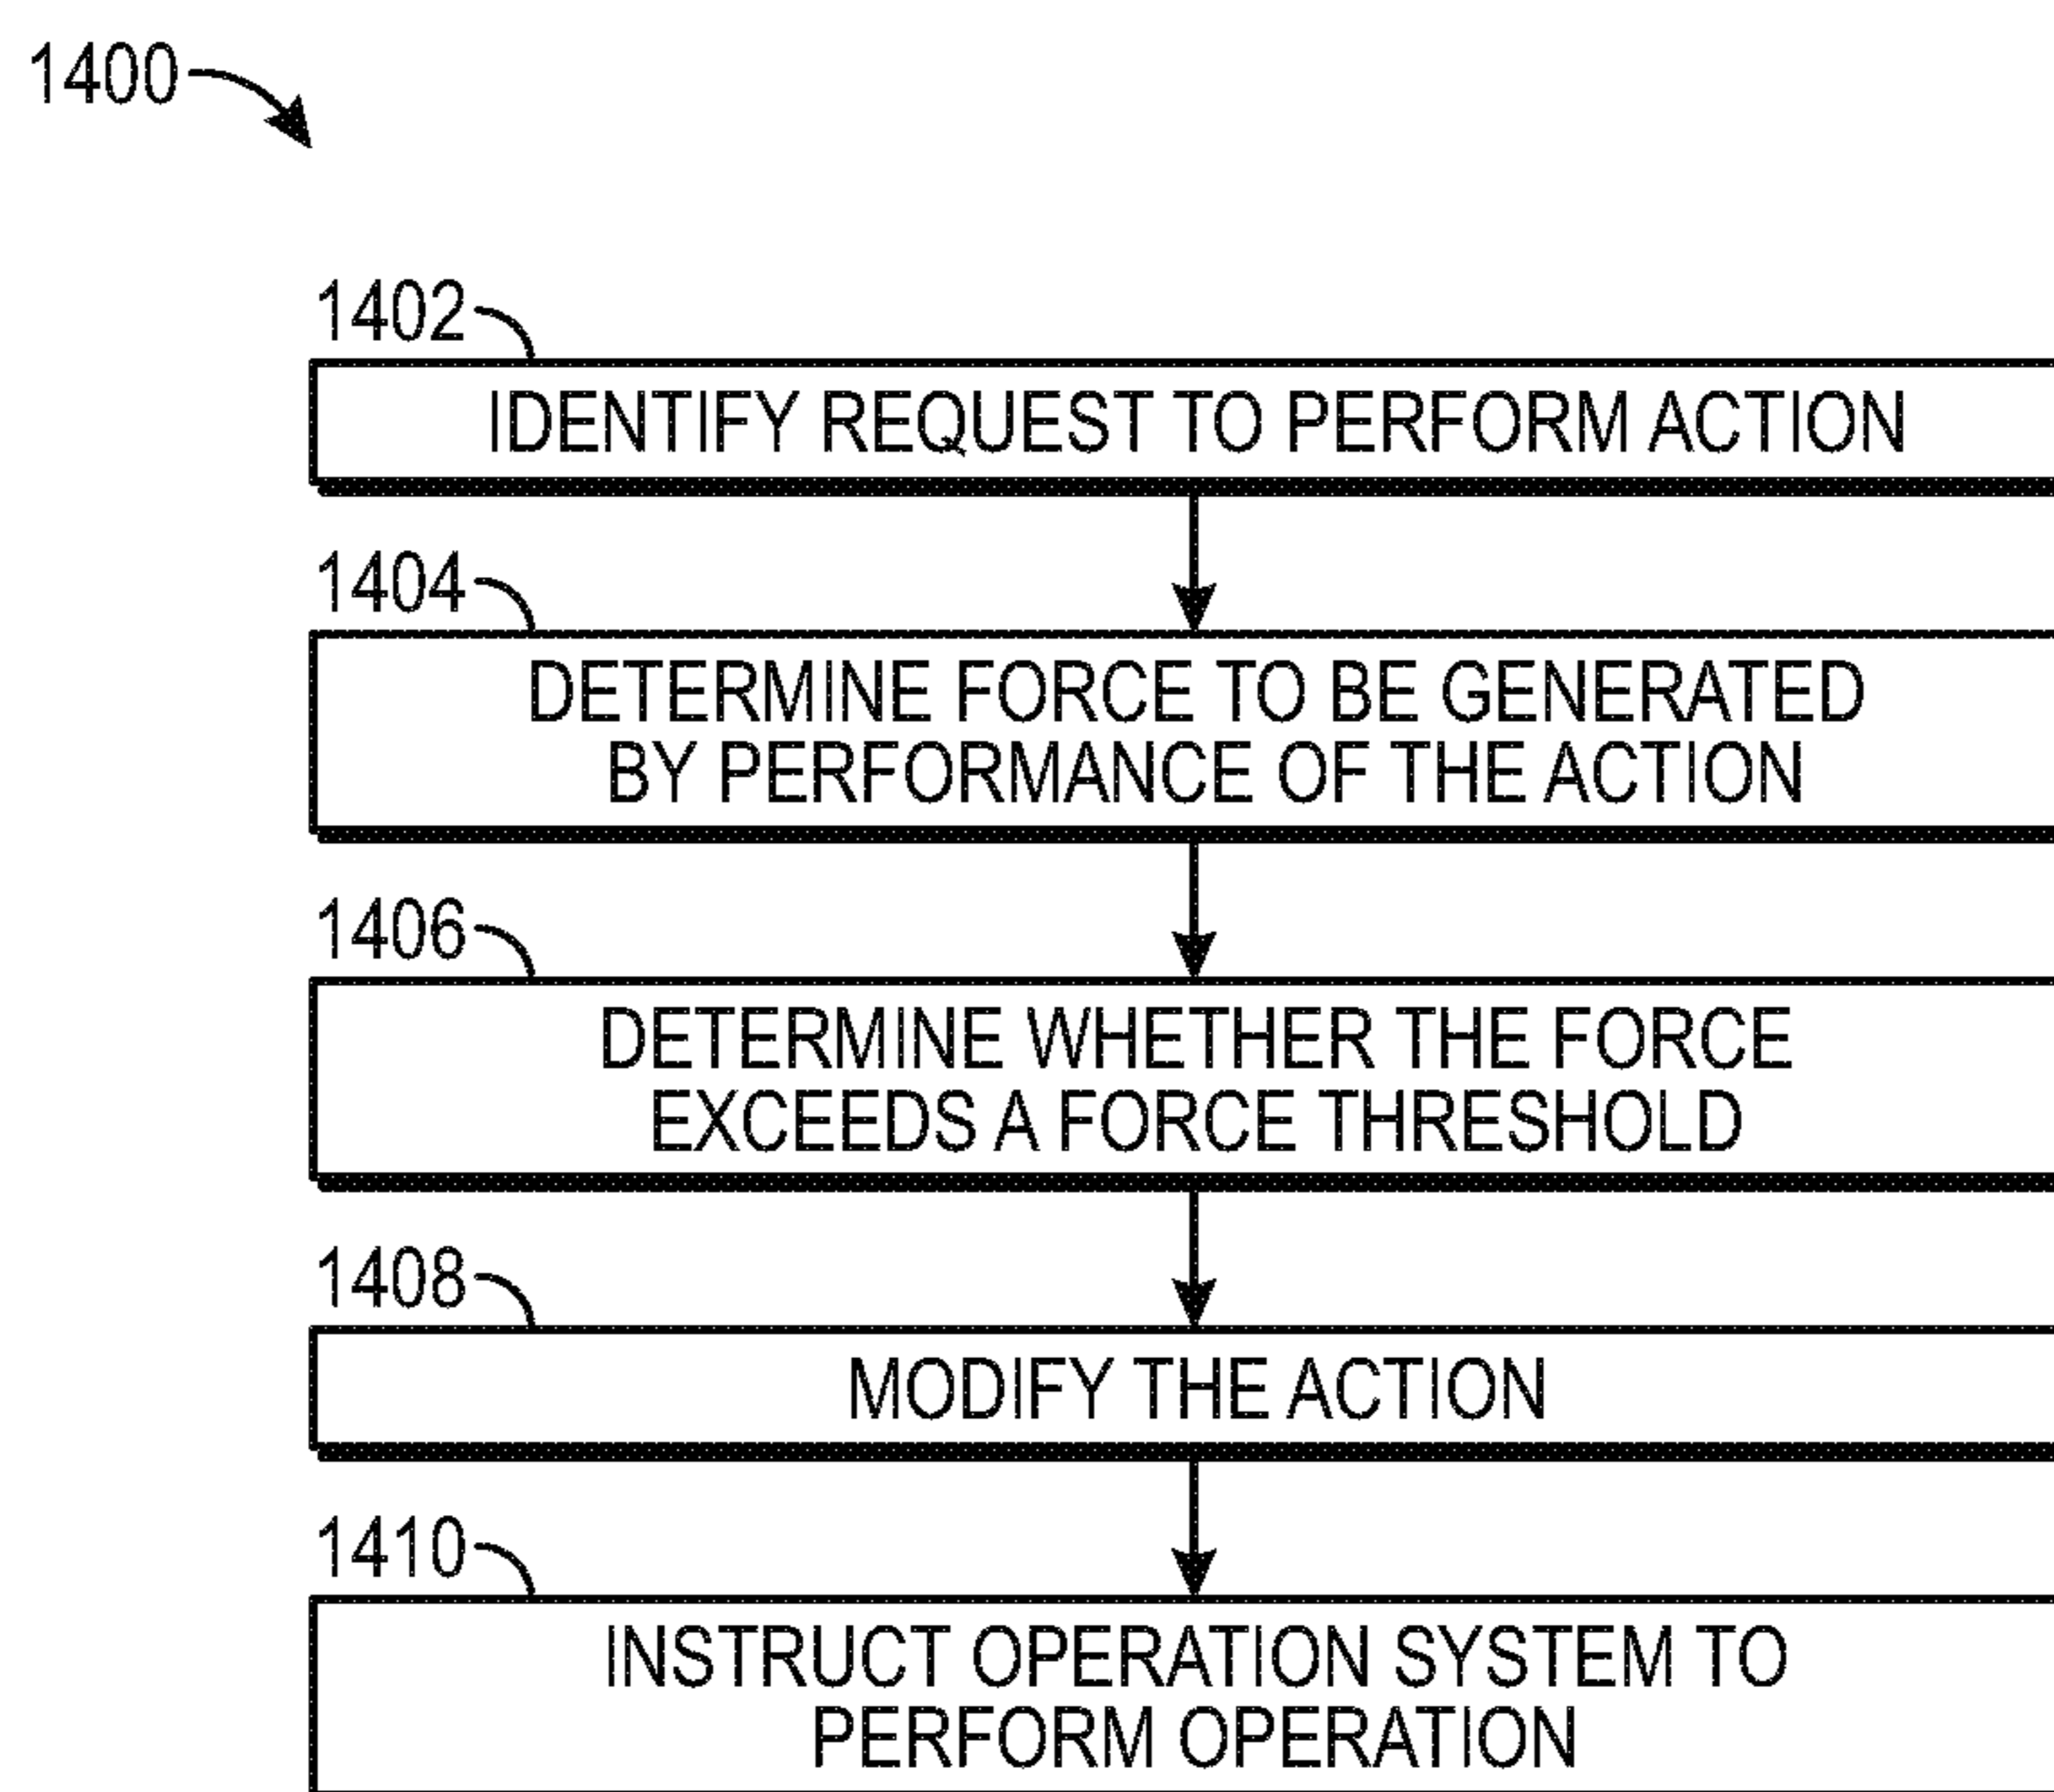 1400
1402
IDENTIFY REQUEST TO PERFORM ACTION
1404
DETERMINE FORCE TO BE GENERATED
BY PERFORMANCE OF THE ACTION
1406
DETERMINE WHETHER THE FORCE
EXCEEDS A FORCE THRESHOLD
1408
MODIFY THE ACTION
1410
INSTRUCT OPERATION SYSTEM TO
PERFORM OPERATION